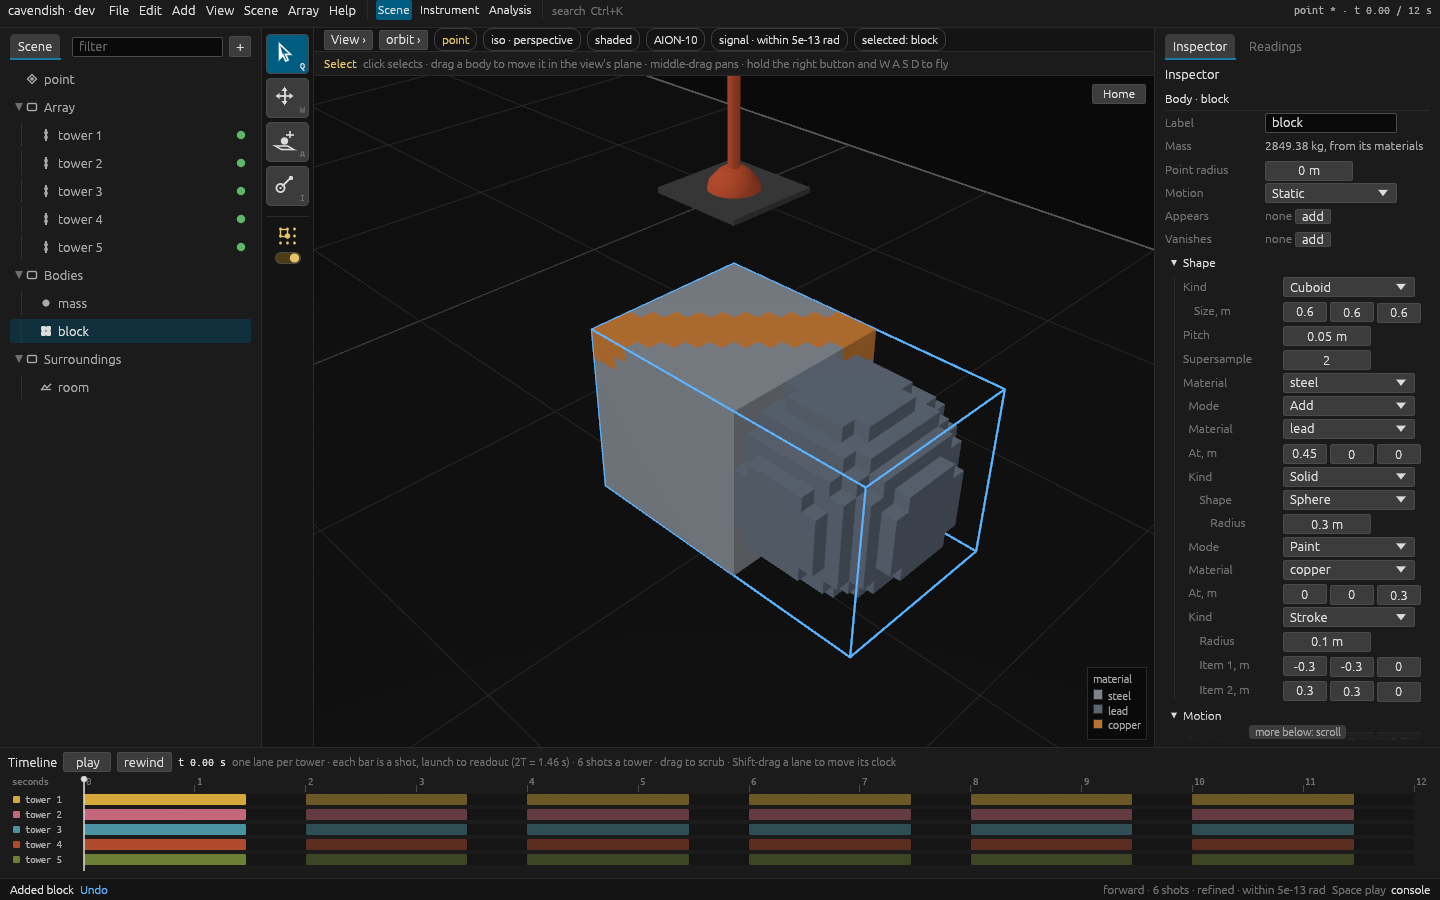 cavendish · dev File Edit Add View Scene Array Help Scene Instrument Analysis search Ctrl+K point * · t 0.00 / 12 s
Scene filter +
point
Array
tower 1
tower 2
tower 3
tower 4
tower 5
Bodies
mass
block
Surroundings
room
Q
W
A
I
View › orbit › point iso · perspective shaded AION-10 signal · within 5e-13 rad selected: block
Select click selects · drag a body to move it in the view's plane · middle-drag pans · hold the right button and W A S D to fly
Home
material
steel
lead
copper
Inspector Readings
Inspector
Body · block
Label block
Mass 2849.38 kg, from its materials
Point radius 0 m
Motion Static
Appears none add
Vanishes none add
Shape
Kind Cuboid
Size, m 0.6 0.6 0.6
Pitch 0.05 m
Supersample 2
Material steel
Mode Add
Material lead
At, m 0.45 0 0
Kind Solid
Shape Sphere
Radius 0.3 m
Mode Paint
Material copper
At, m 0 0 0.3
Kind Stroke
Radius 0.1 m
Item 1, m -0.3 -0.3 0
Item 2, m 0.3 0.3 0
Motion
more below: scroll
Timeline play rewind t 0.00 s one lane per tower · each bar is a shot, launch to readout (2T = 1.46 s) · 6 shots a tower · drag to scrub · Shift-drag a lane to move its clock
seconds 0 1 2 3 4 5 6 7 8 9 10 11 12
tower 1
tower 2
tower 3
tower 4
tower 5
Added block Undo forward · 6 shots · refined · within 5e-13 rad Space play console